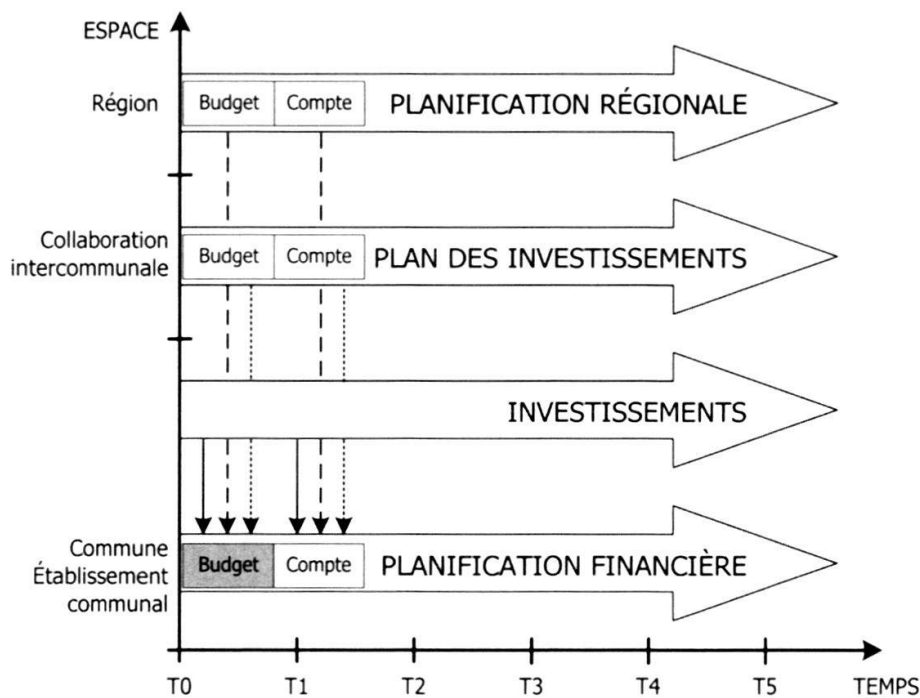 ESPACE
Région
Budget Compte PLANIFICATION RÉGIONALE
Collaboration
intercommunale
Budget Compte PLAN DES INVESTISSEMENTS
INVESTISSEMENTS
Commune
Établissement
communal
Budget Compte PLANIFICATION FINANCIÈRE
T0 T1 T2 T3 T4 T5 TEMPS